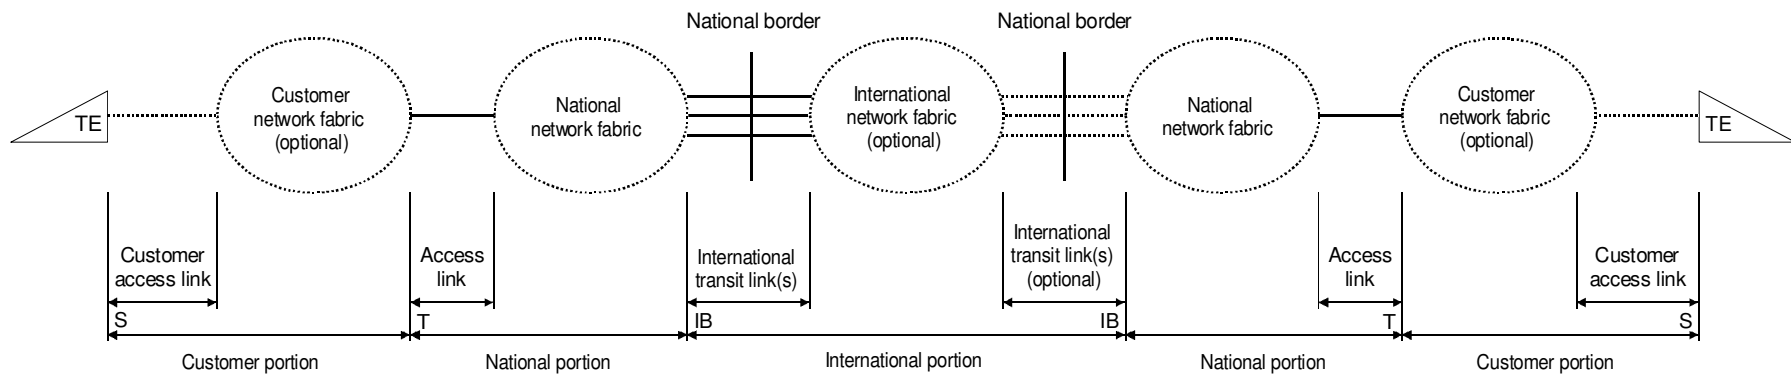 National border
National border
TE
Customer
network fabric
(optional)
National
network fabric
International
network fabric
(optional)
National
network fabric
Customer
network fabric
(optional)
TE
Customer
access link
Access
link
International
transit link(s)
International
transit link(s)
(optional)
Access
link
Customer
access link
S
T
IB
IB
T
S
Customer portion
National portion
International portion
National portion
Customer portion